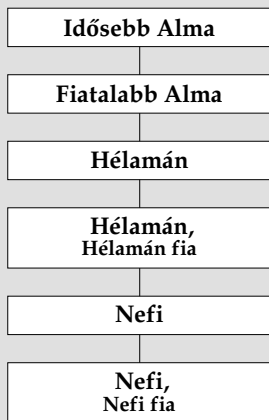 Idősebb Alma
Fiatalabb Alma
Hélamán
Hélamán,
Hélamán fia
Nefi
Nefi,
Nefi fia